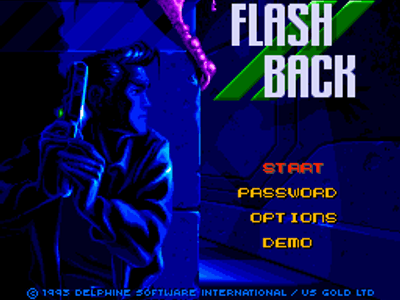 FLASH
BACK
START
PASSWORD
OPTIONS
DEMO
© 1993 DELPHINE SOFTWARE INTERNATIONAL / US GOLD LTD